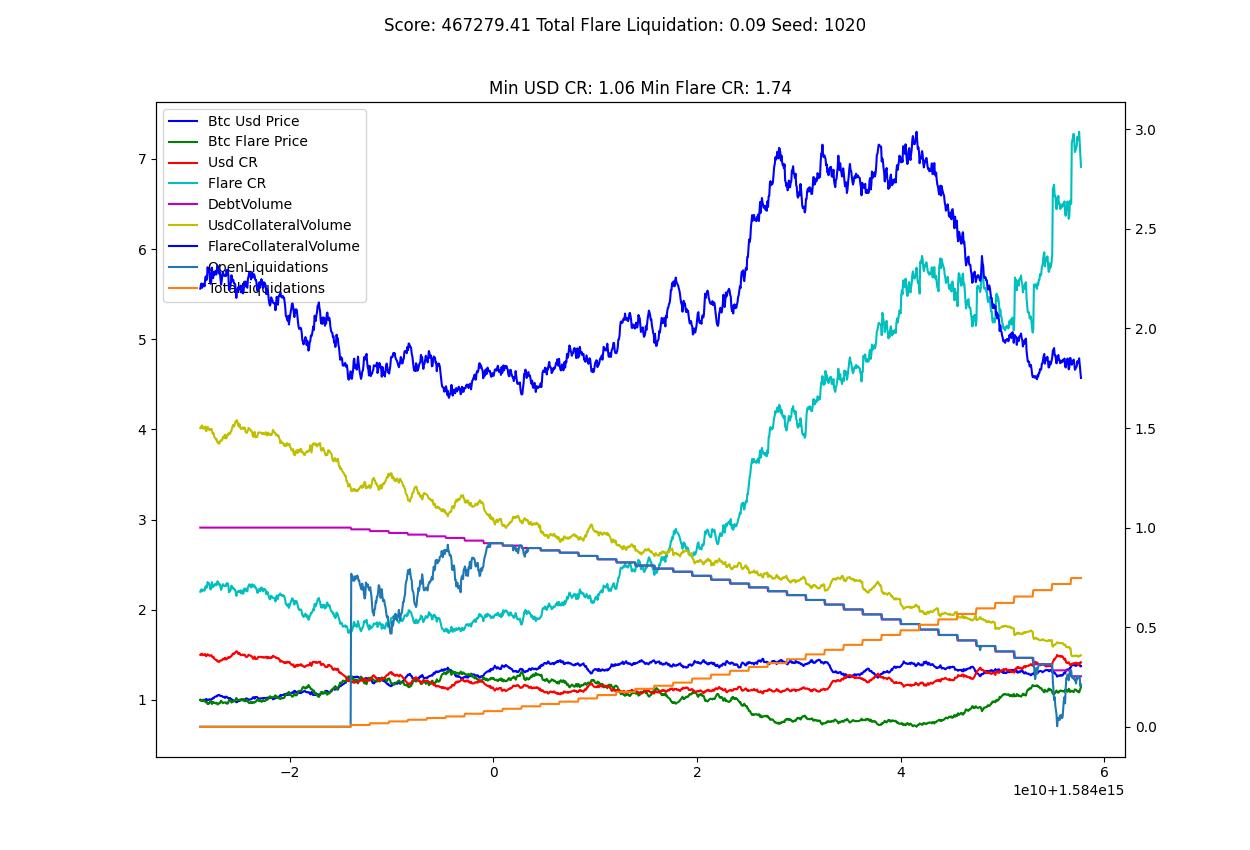 Score: 467279.41 Total Flare Liquidation: 0.09 Seed: 1020
Min USD CR: 1.06 Min Flare CR: 1.74
Btc Usd Price
Btc Flare Price
Usd CR
Flare CR
DebtVolume
UsdCollateralVolume
FlareCollateralVolume
OpenLiquidations
TotalLiquidations
7
6
5
4
3
2
1
3.0
2.5
2.0
1.5
1.0
0.5
0.0
−2
0
2
4
6
1e10+1.584e15